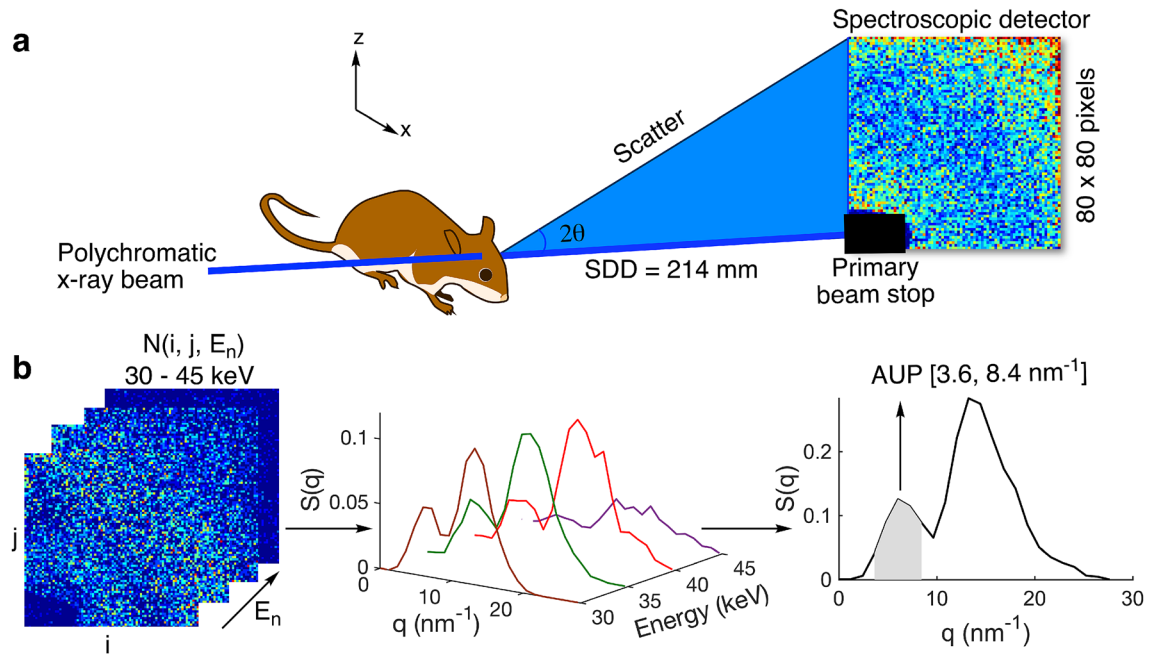 a
Spectroscopic detector
z
x
Scatter
80 x 80 pixels
2θ
Polychromatic
x-ray beam
SDD = 214 mm
Primary
beam stop
b
N(i, j, Eₙ)
30 - 45 keV
j
i
Eₙ
S(q)
0.1
0.05
0
0
10
20
q (nm⁻¹)
30
35
40
45
Energy (keV)
AUP [3.6, 8.4 nm⁻¹]
S(q)
0.2
0.1
0
0
10
20
30
q (nm⁻¹)